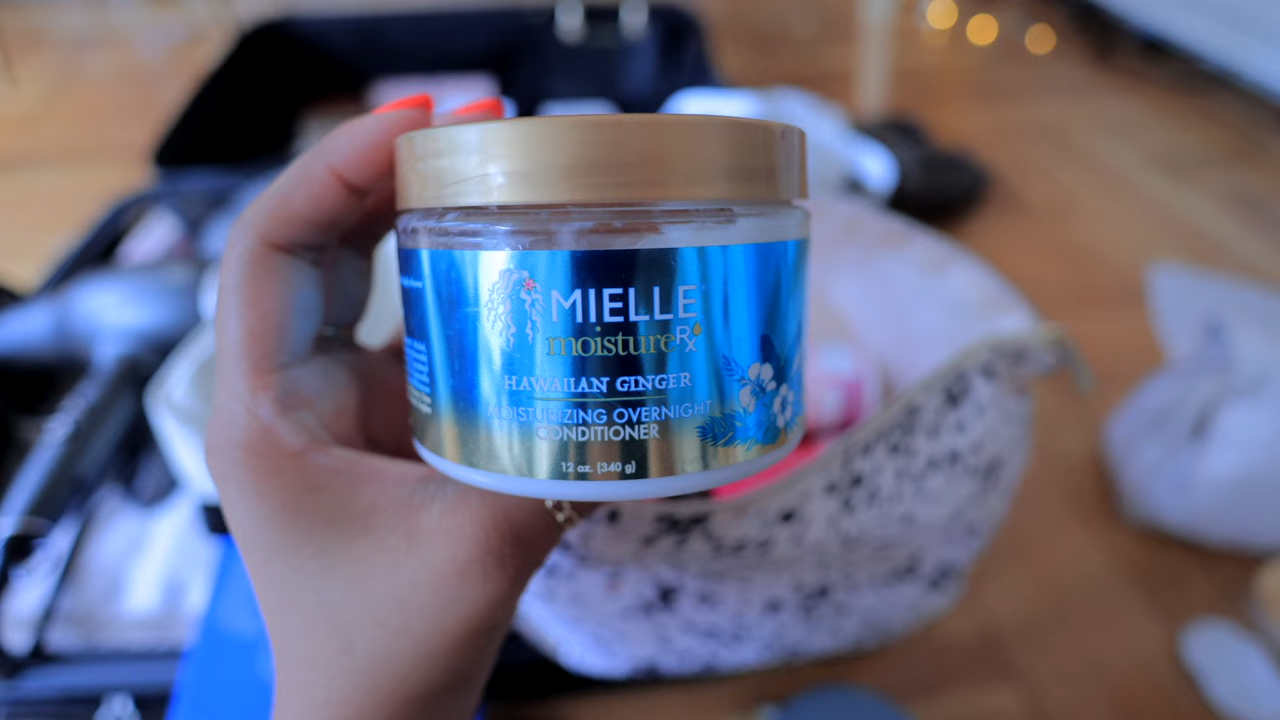 MIELLE
moistureRx
HAWAIIAN GINGER
MOISTURIZING OVERNIGHT
CONDITIONER
12 oz. (340 g)